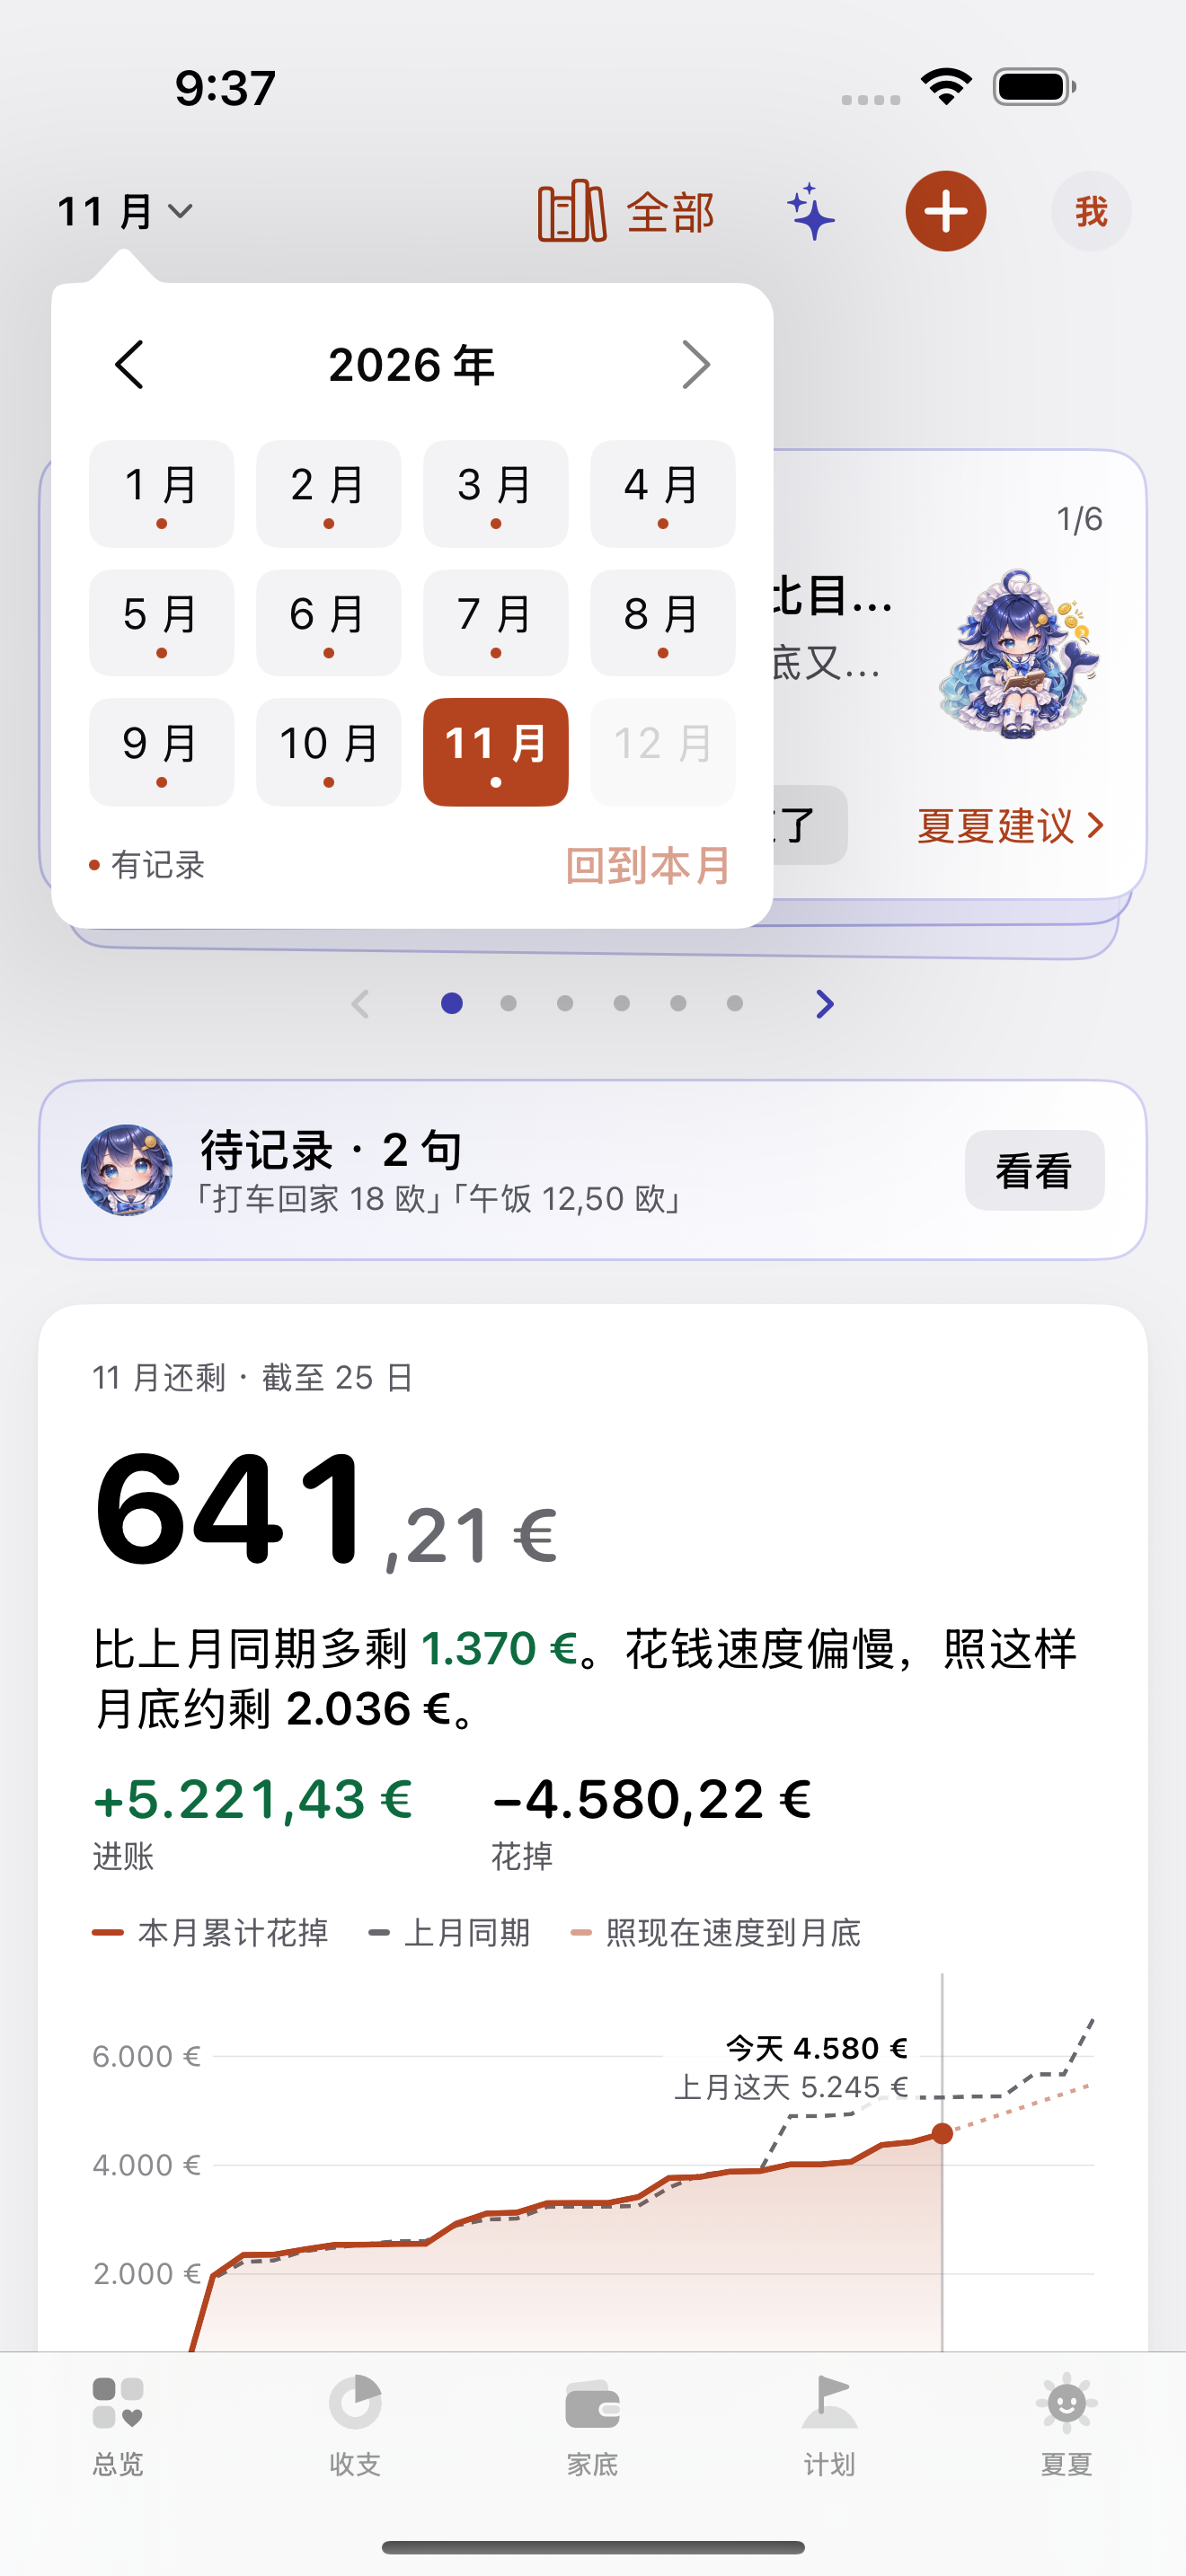 9:37
11 月
全部
我
2026 年
1 月
2 月
3 月
4 月
5 月
6 月
7 月
8 月
9 月
10 月
11 月
12 月
有记录
回到本月
1/6
比目...
底又...
了
夏夏建议
待记录 · 2 句
「打车回家 18 欧」「午饭 12,50 欧」
看看
11 月还剩 · 截至 25 日
641,21 €
比上月同期多剩 1.370 €。花钱速度偏慢，照这样
月底约剩 2.036 €。
+5.221,43 €
进账
−4.580,22 €
花掉
本月累计花掉
上月同期
照现在速度到月底
今天 4.580 €
上月这天 5.245 €
6.000 €
4.000 €
2.000 €
总览
收支
家底
计划
夏夏